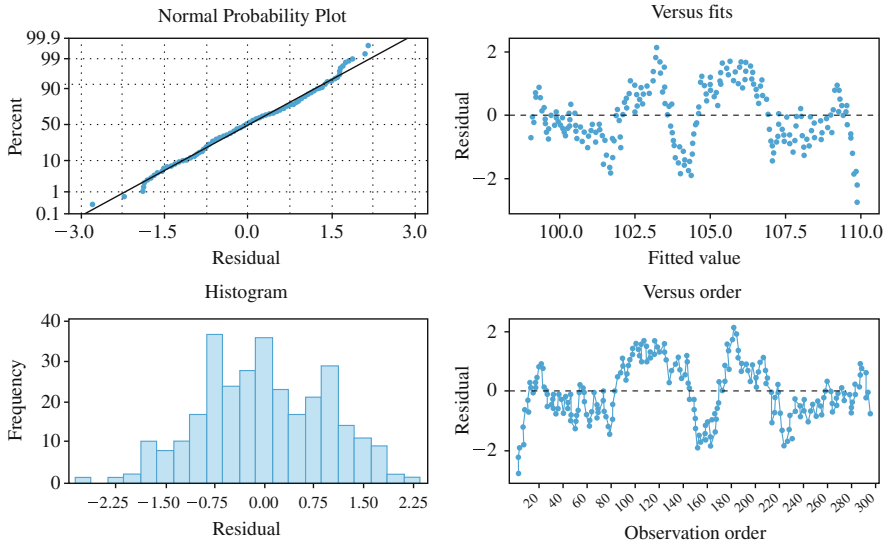 Normal Probability Plot
99.9
99
90
50
10
1
0.1
Percent
−3.0 −1.5 0.0 1.5 3.0
Residual
Versus fits
2
0
−2
Residual
100.0 102.5 105.0 107.5 110.0
Fitted value
Histogram
40
30
20
10
0
Frequency
−2.25 −1.50 −0.75 0.00 0.75 1.50 2.25
Residual
Versus order
2
0
−2
Residual
20 40 60 80 100 120 140 160 180 200 220 240 260 280 300
Observation order